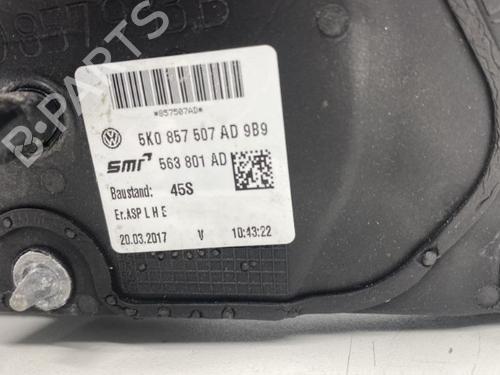 *857507AD*
5K0 857 507 AD 9B9
smr 563 801 AD
Baustand: 45S
Er.ASP L H E
20.03.2017 V 10:43:22
B-PARTS